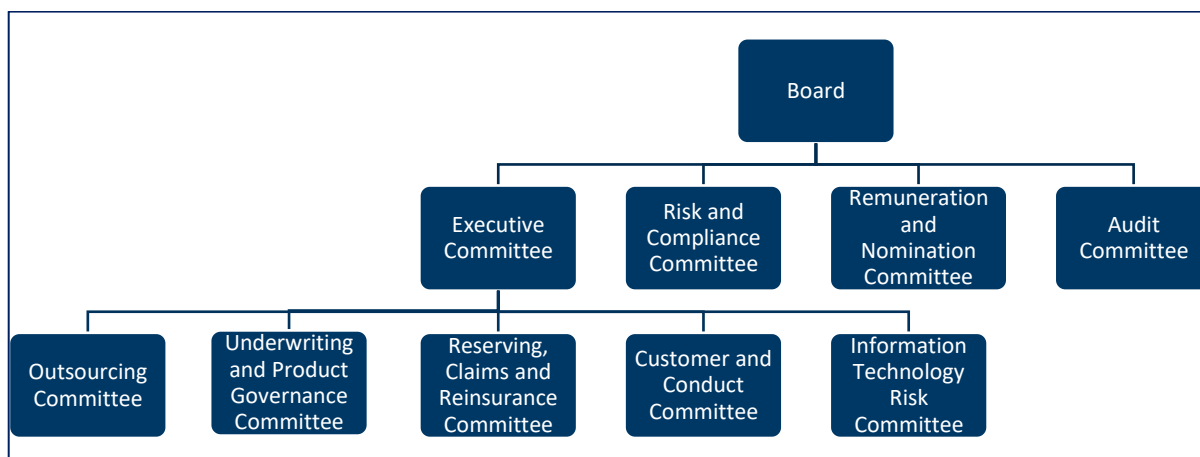 Board
Executive
Committee
Risk and
Compliance
Committee
Remuneration
and
Nomination
Committee
Audit
Committee
Outsourcing
Committee
Underwriting
and Product
Governance
Committee
Reserving,
Claims and
Reinsurance
Committee
Customer and
Conduct
Committee
Information
Technology
Risk
Committee